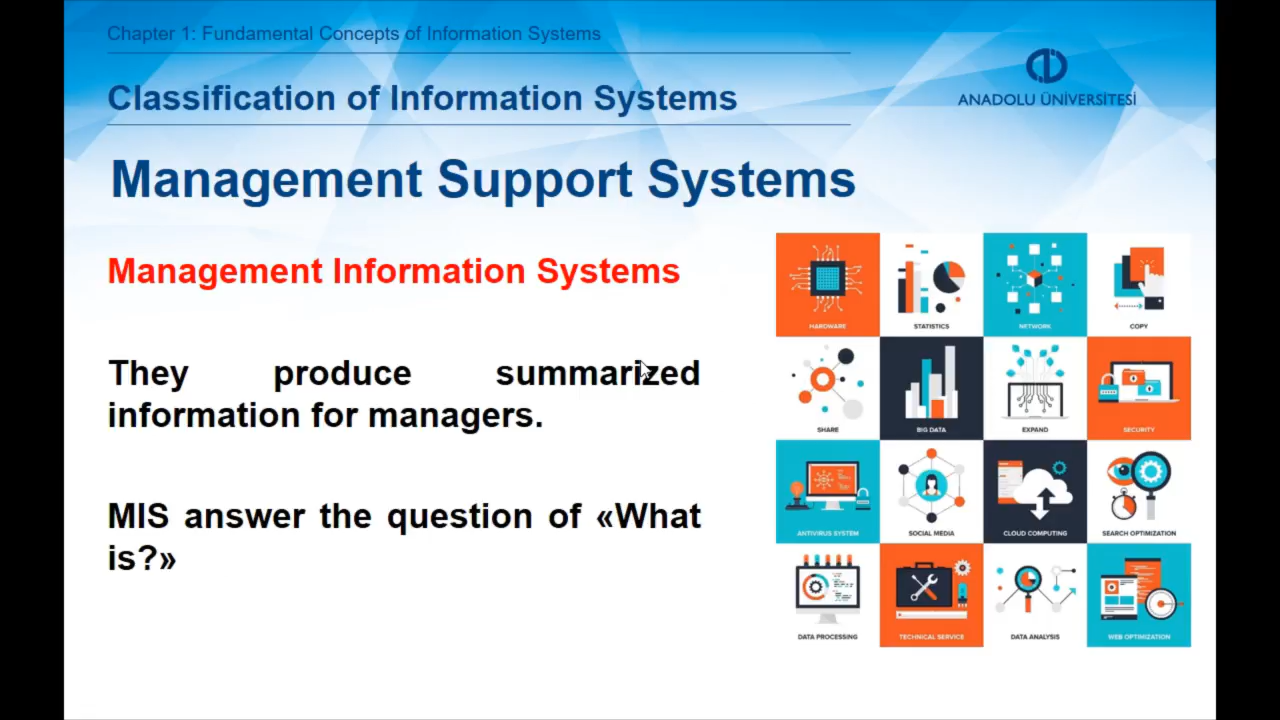 Chapter 1: Fundamental Concepts of Information Systems
Classification of Information Systems
ANADOLU ÜNİVERSİTESİ
Management Support Systems
Management Information Systems
They produce summarized
information for managers.
MIS answer the question of «What
is?»
HARDWARE
STATISTICS
NETWORK
COPY
SHARE
BIG DATA
EXPAND
SECURITY
ANTIVIRUS SYSTEM
SOCIAL MEDIA
CLOUD COMPUTING
SEARCH OPTIMIZATION
DATA PROCESSING
TECHNICAL SERVICE
DATA ANALYSIS
WEB OPTIMIZATION